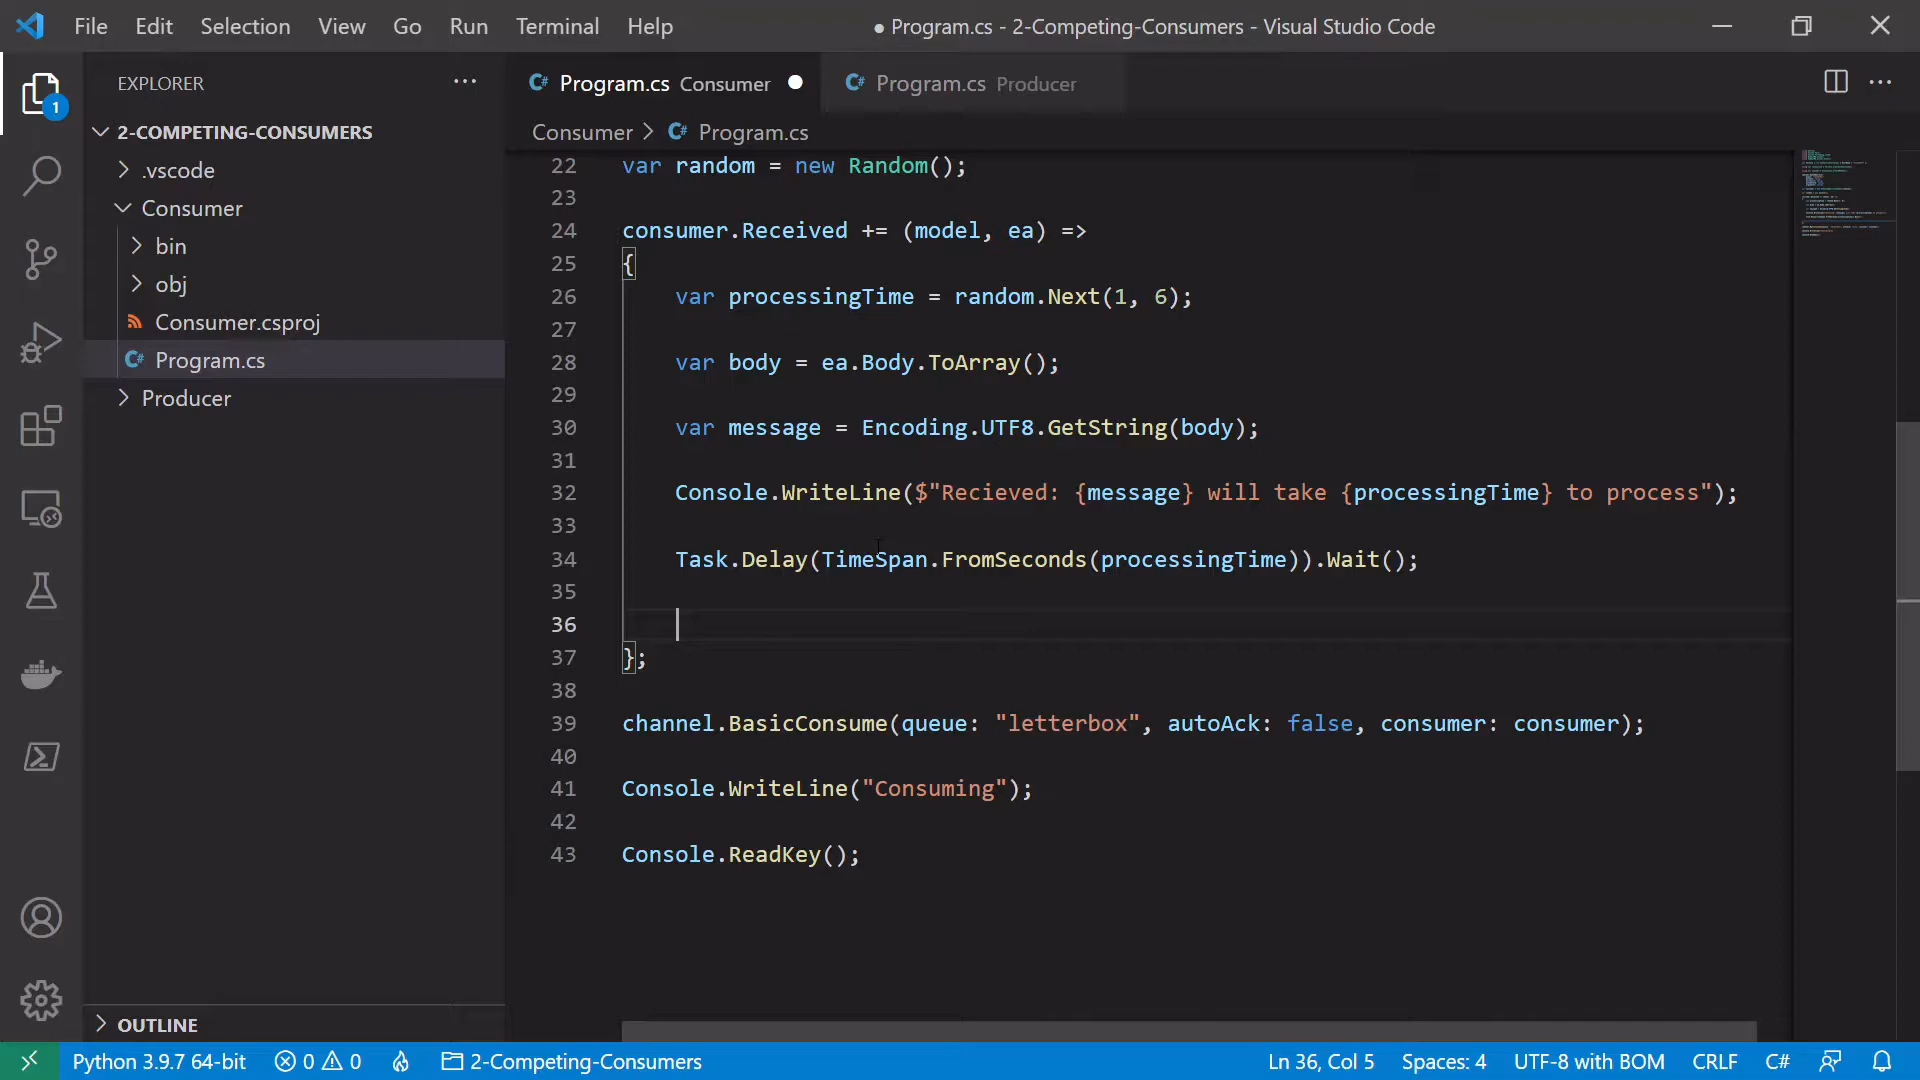 File Edit Selection View Go Run Terminal Help
● Program.cs - 2-Competing-Consumers - Visual Studio Code
EXPLORER
1
2-COMPETING-CONSUMERS
.vscode
Consumer
bin
obj
Consumer.csproj
C# Program.cs
Producer
OUTLINE
C# Program.cs Consumer
C# Program.cs Producer
Consumer > C# Program.cs
22 var random = new Random();
23
24 consumer.Received += (model, ea) =>
25 {
26 var processingTime = random.Next(1, 6);
27
28 var body = ea.Body.ToArray();
29
30 var message = Encoding.UTF8.GetString(body);
31
32 Console.WriteLine($"Recieved: {message} will take {processingTime} to process");
33
34 Task.Delay(TimeSpan.FromSeconds(processingTime)).Wait();
35
36
37 };
38
39 channel.BasicConsume(queue: "letterbox", autoAck: false, consumer: consumer);
40
41 Console.WriteLine("Consuming");
42
43 Console.ReadKey();
Python 3.9.7 64-bit 0 0 2-Competing-Consumers Ln 36, Col 5 Spaces: 4 UTF-8 with BOM CRLF C#